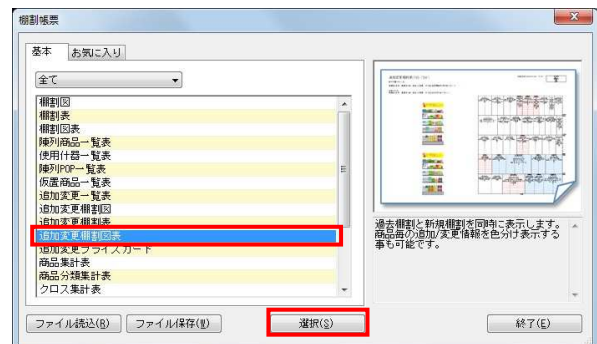 棚割帳票
基本 お気に入り
全て
棚割図
棚割表
棚割図表
陳列商品一覧表
使用什器一覧表
陳列POP一覧表
仮置商品一覧表
追加変更一覧表
追加変更棚割図
追加変更棚割表
追加変更棚割図表
追加変更プライスカード
商品集計表
商品分類集計表
クロス集計表
過去棚割と新規棚割を同時に表示します。
商品毎の追加/変更情報を色分け表示する
事も可能です。
ファイル読込(R) ファイル保存(W) 選択(S) 終了(E)